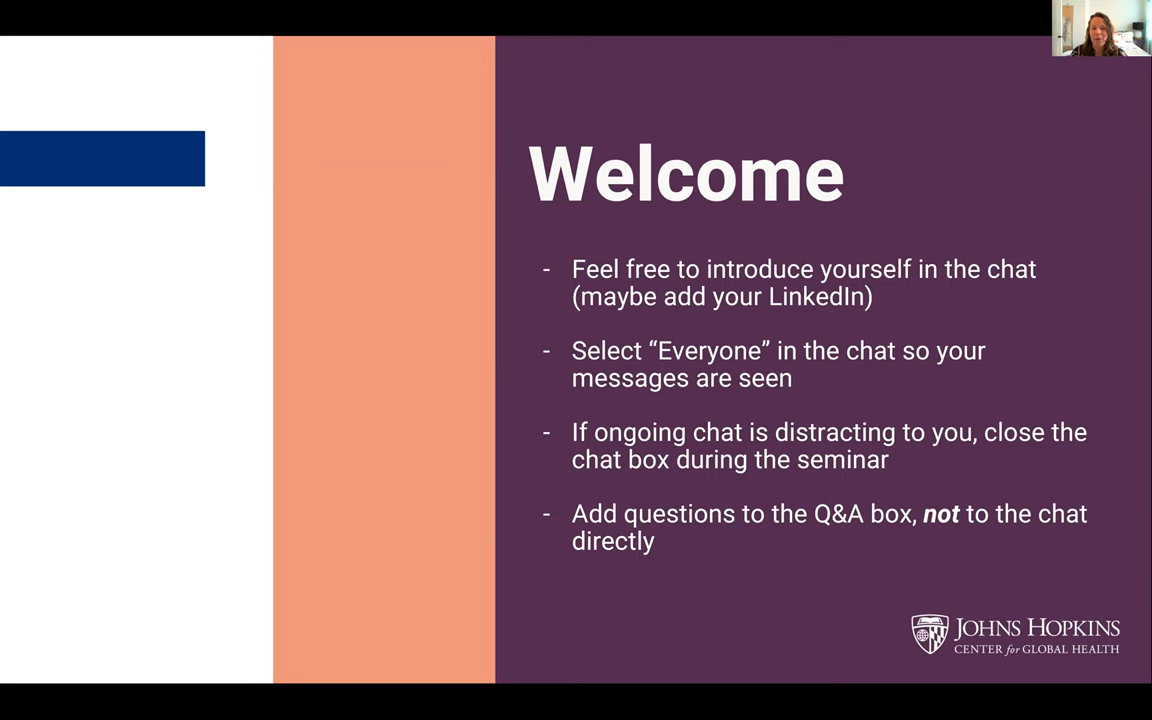 Welcome
- Feel free to introduce yourself in the chat
(maybe add your LinkedIn)
- Select “Everyone” in the chat so your
messages are seen
- If ongoing chat is distracting to you, close the
chat box during the seminar
- Add questions to the Q&A box, not to the chat
directly
JOHNS HOPKINS
CENTER for GLOBAL HEALTH